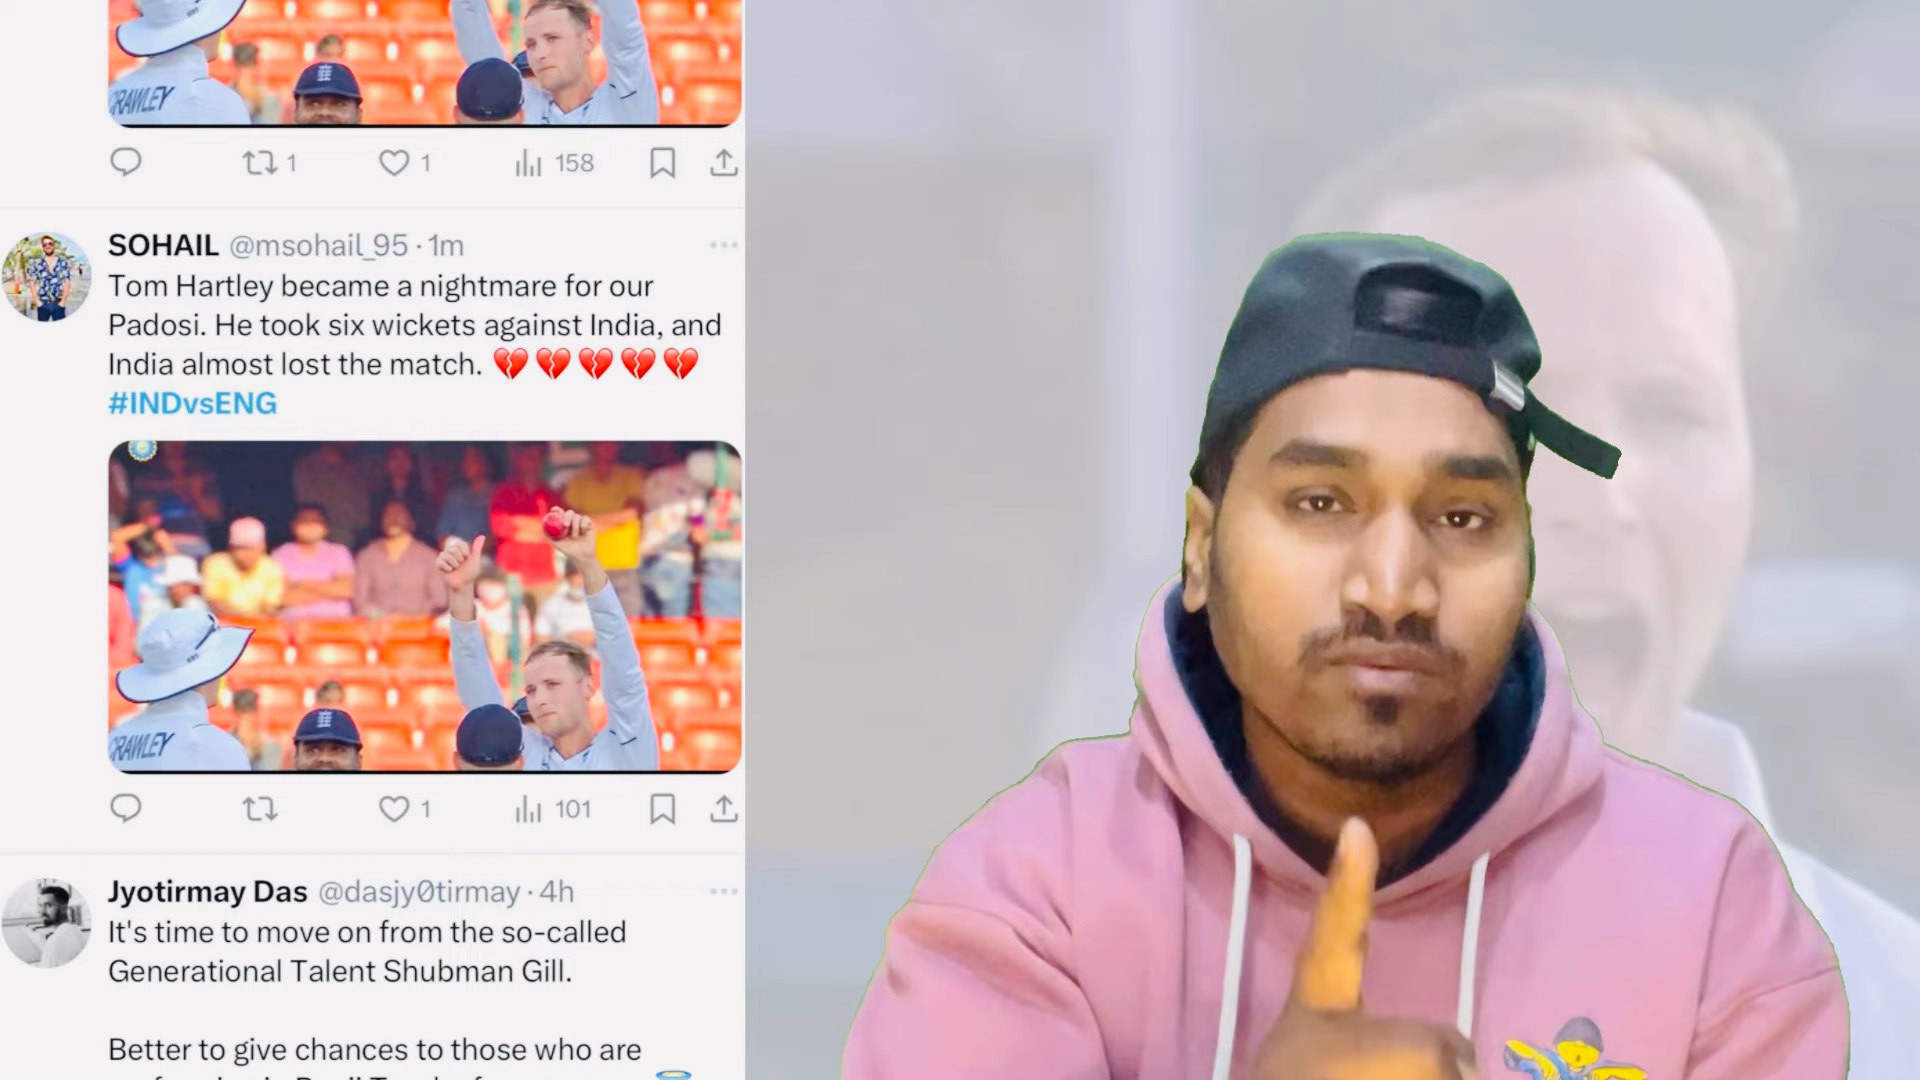 CRAWLEY
1
1
158
SOHAIL @msohail_95 · 1m
Tom Hartley became a nightmare for our
Padosi. He took six wickets against India, and
India almost lost the match. 💔💔💔💔💔
#INDvsENG
CRAWLEY
1
101
Jyotirmay Das @dasjy0tirmay · 4h
It's time to move on from the so-called
Generational Talent Shubman Gill.
Better to give chances to those who are